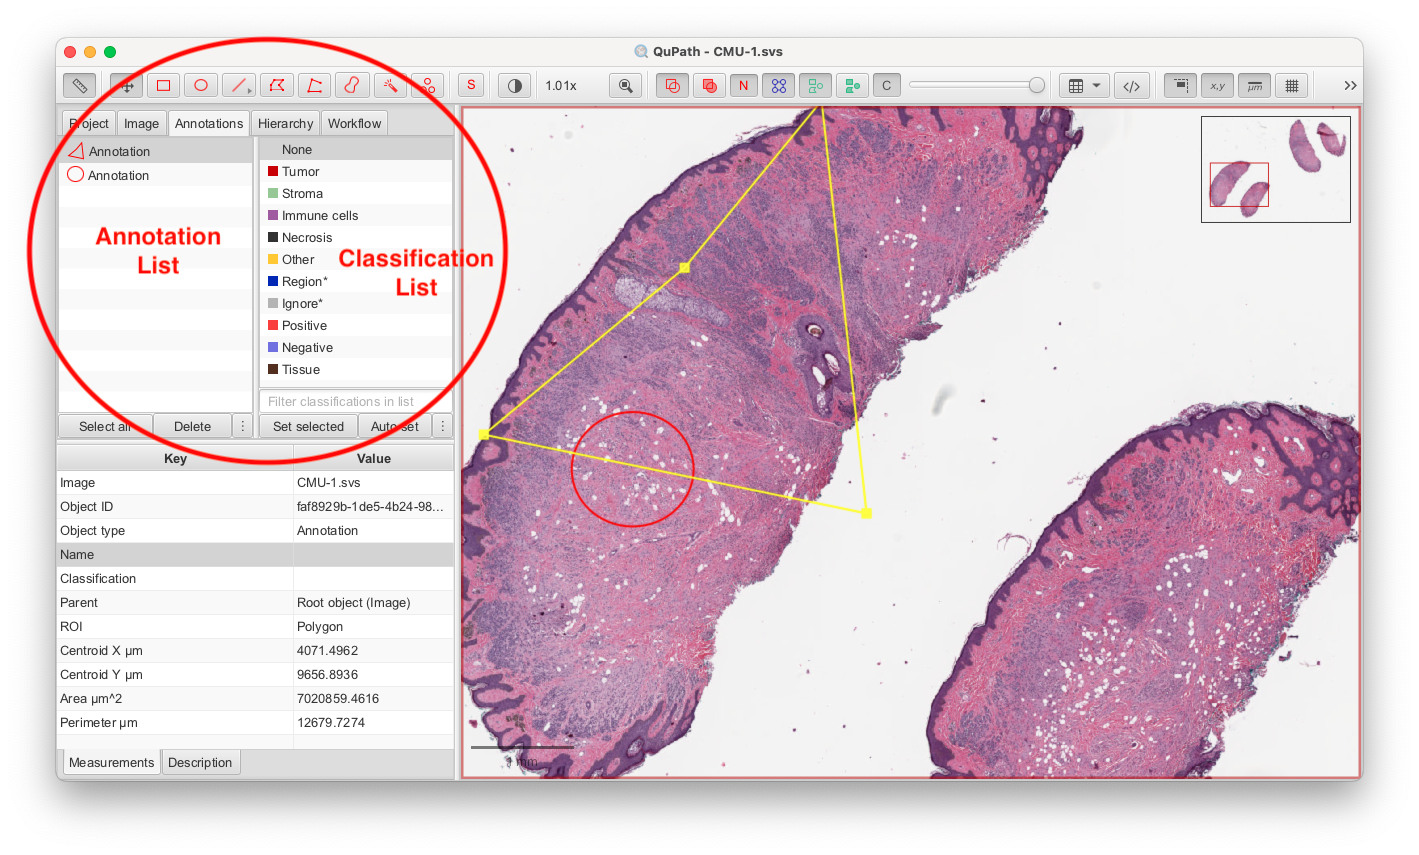 QuPath - CMU-1.svs
1.01x
S
N
C
x,y
µm
>>
Project Image Annotations Hierarchy Workflow
Annotation
Annotation
Annotation
List
None
Tumor
Stroma
Immune cells
Necrosis
Other
Region*
Ignore*
Positive
Negative
Tissue
Classification
List
Filter classifications in list
Select all Delete ⋮ Set selected Auto set ⋮
Key Value
Image CMU-1.svs
Object ID faf8929b-1de5-4b24-98...
Object type Annotation
Name
Classification
Parent Root object (Image)
ROI Polygon
Centroid X µm 4071.4962
Centroid Y µm 9656.8936
Area µm^2 7020859.4616
Perimeter µm 12679.7274
Measurements Description
1 mm